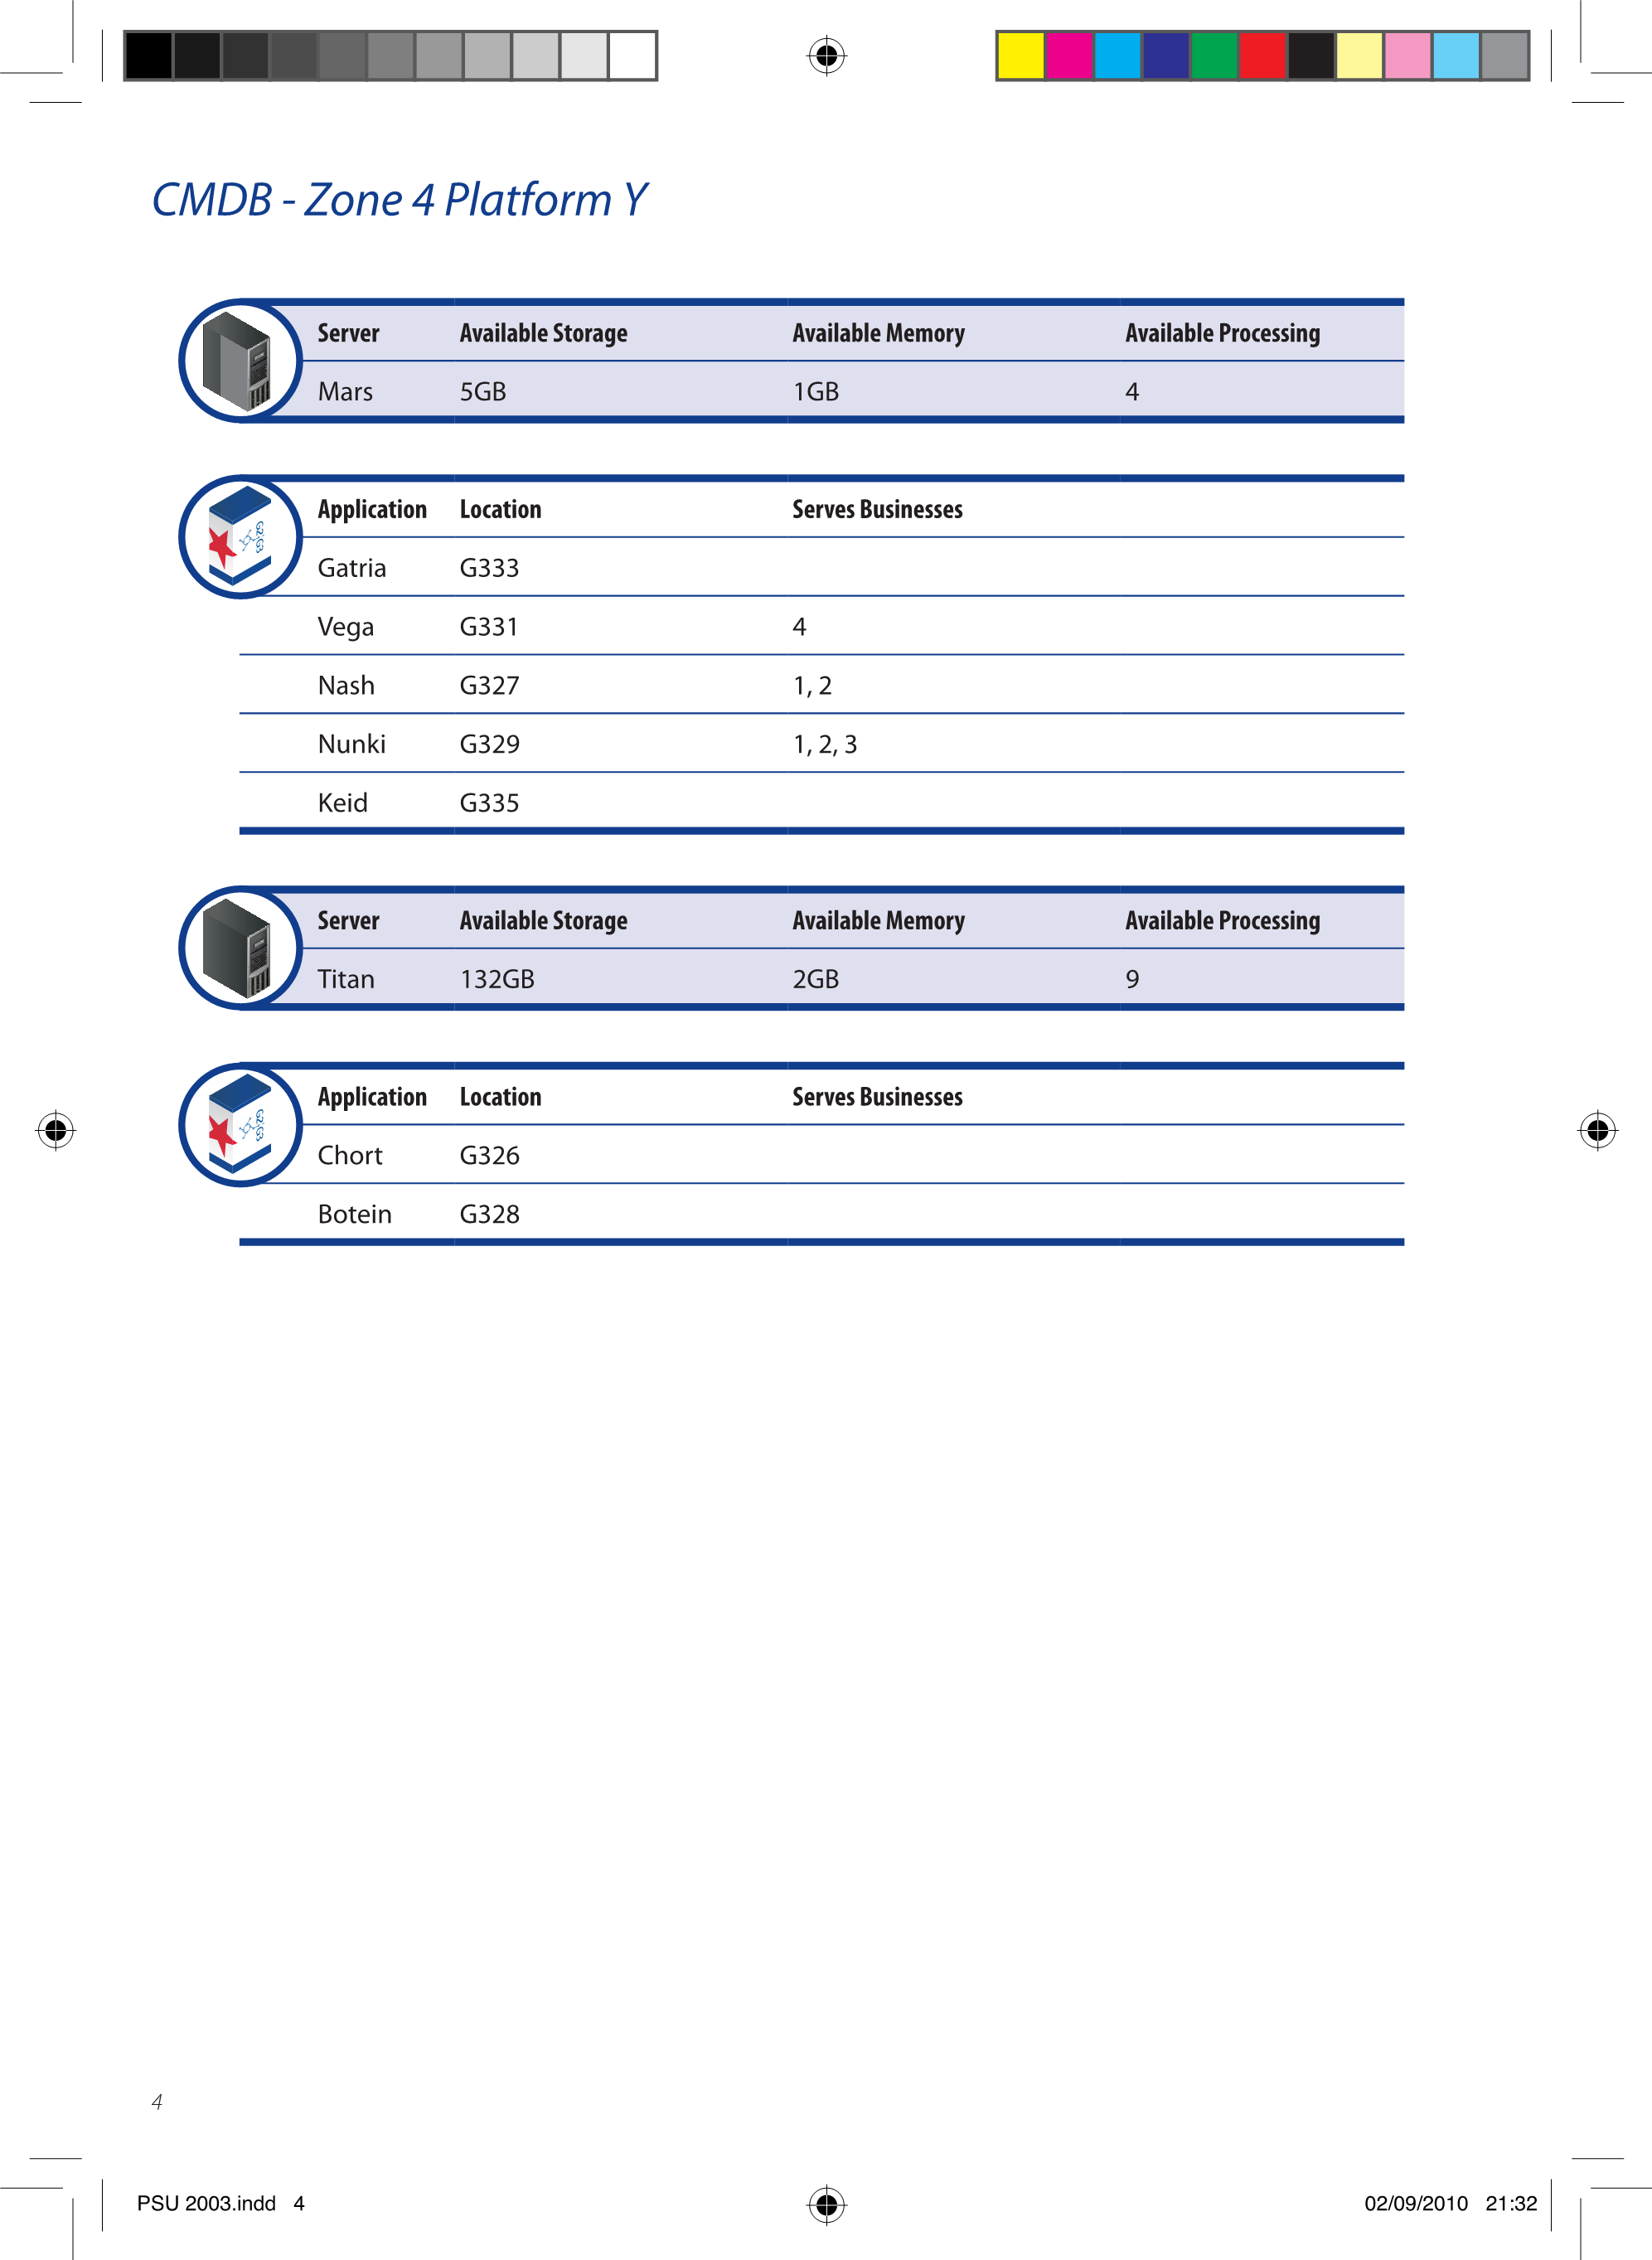 CMDB - Zone 4 Platform Y
Server Available Storage Available Memory Available Processing
Mars 5GB 1GB 4
Application Location Serves Businesses
Gatria G333
Vega G331 4
Nash G327 1, 2
Nunki G329 1, 2, 3
Keid G335
Server Available Storage Available Memory Available Processing
Titan 132GB 2GB 9
Application Location Serves Businesses
Chort G326
Botein G328
4
PSU 2003.indd 4 02/09/2010 21:32